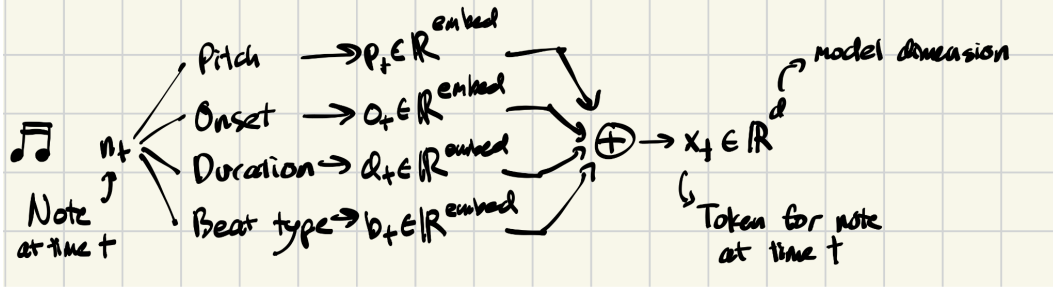 Pitch → p_t ∈ ℝ^embed
model dimension
Onset → o_t ∈ ℝ^embed
n_t
⊕ → x_t ∈ ℝ^d
Duration → d_t ∈ ℝ^embed
Note
at time t
Beat type → b_t ∈ ℝ^embed
Token for note
at time t